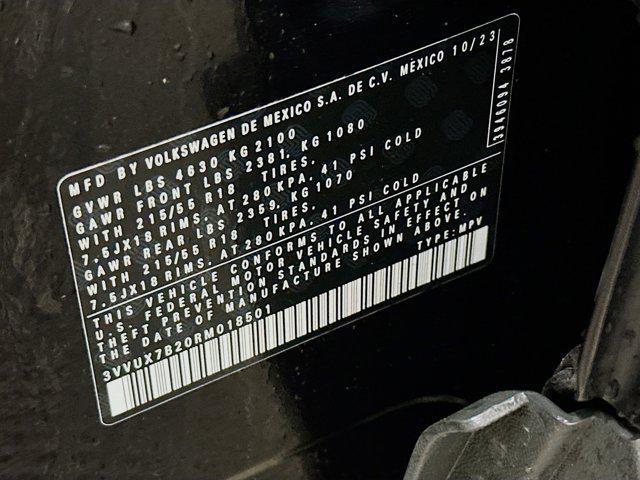 MFD BY VOLKSWAGEN DE MEXICO S.A. DE C.V. MEXICO 10/23
GVWR LBS 4630 KG 2100
GAWR FRONT LBS 2381, KG 1080
WITH 215/55 R18 TIRES,
7.5JX18 RIMS, AT 280 KPA, 41 PSI COLD
GAWR REAR LBS 2359, KG 1070
WITH 215/55 R18 TIRES,
7.5JX18 RIMS, AT 280 KPA, 41 PSI COLD
THIS VEHICLE CONFORMS TO ALL APPLICABLE
U.S. FEDERAL MOTOR VEHICLE SAFETY AND
THEFT PREVENTION STANDARDS IN EFFECT ON
THE DATE OF MANUFACTURE SHOWN ABOVE.
3VVUX7B20RM018501 TYPE: MPV
3946094 3878